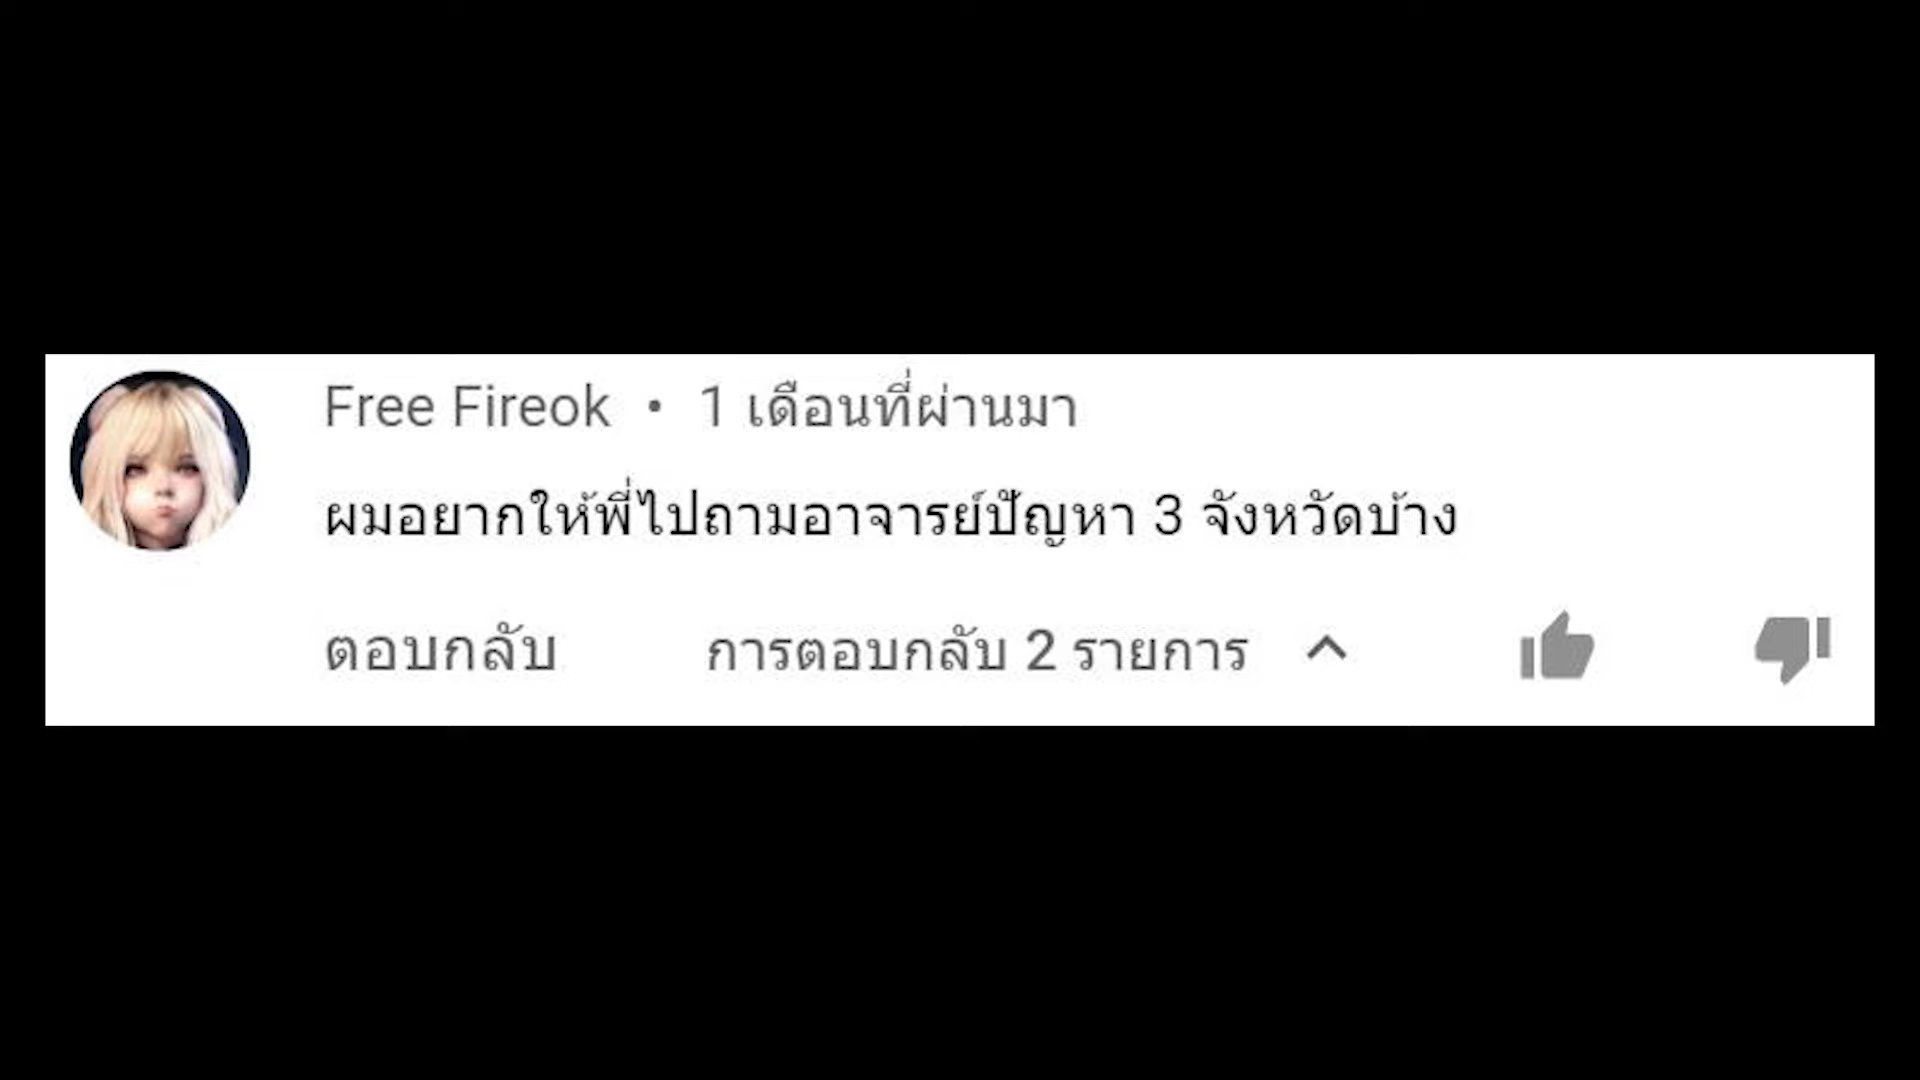 Free Fireok • 1 เดือนที่ผ่านมา
ผมอยากให้พี่ไปถามอาจารย์ปัญหา 3 จังหวัดบ้าง
ตอบกลับ การตอบกลับ 2 รายการ